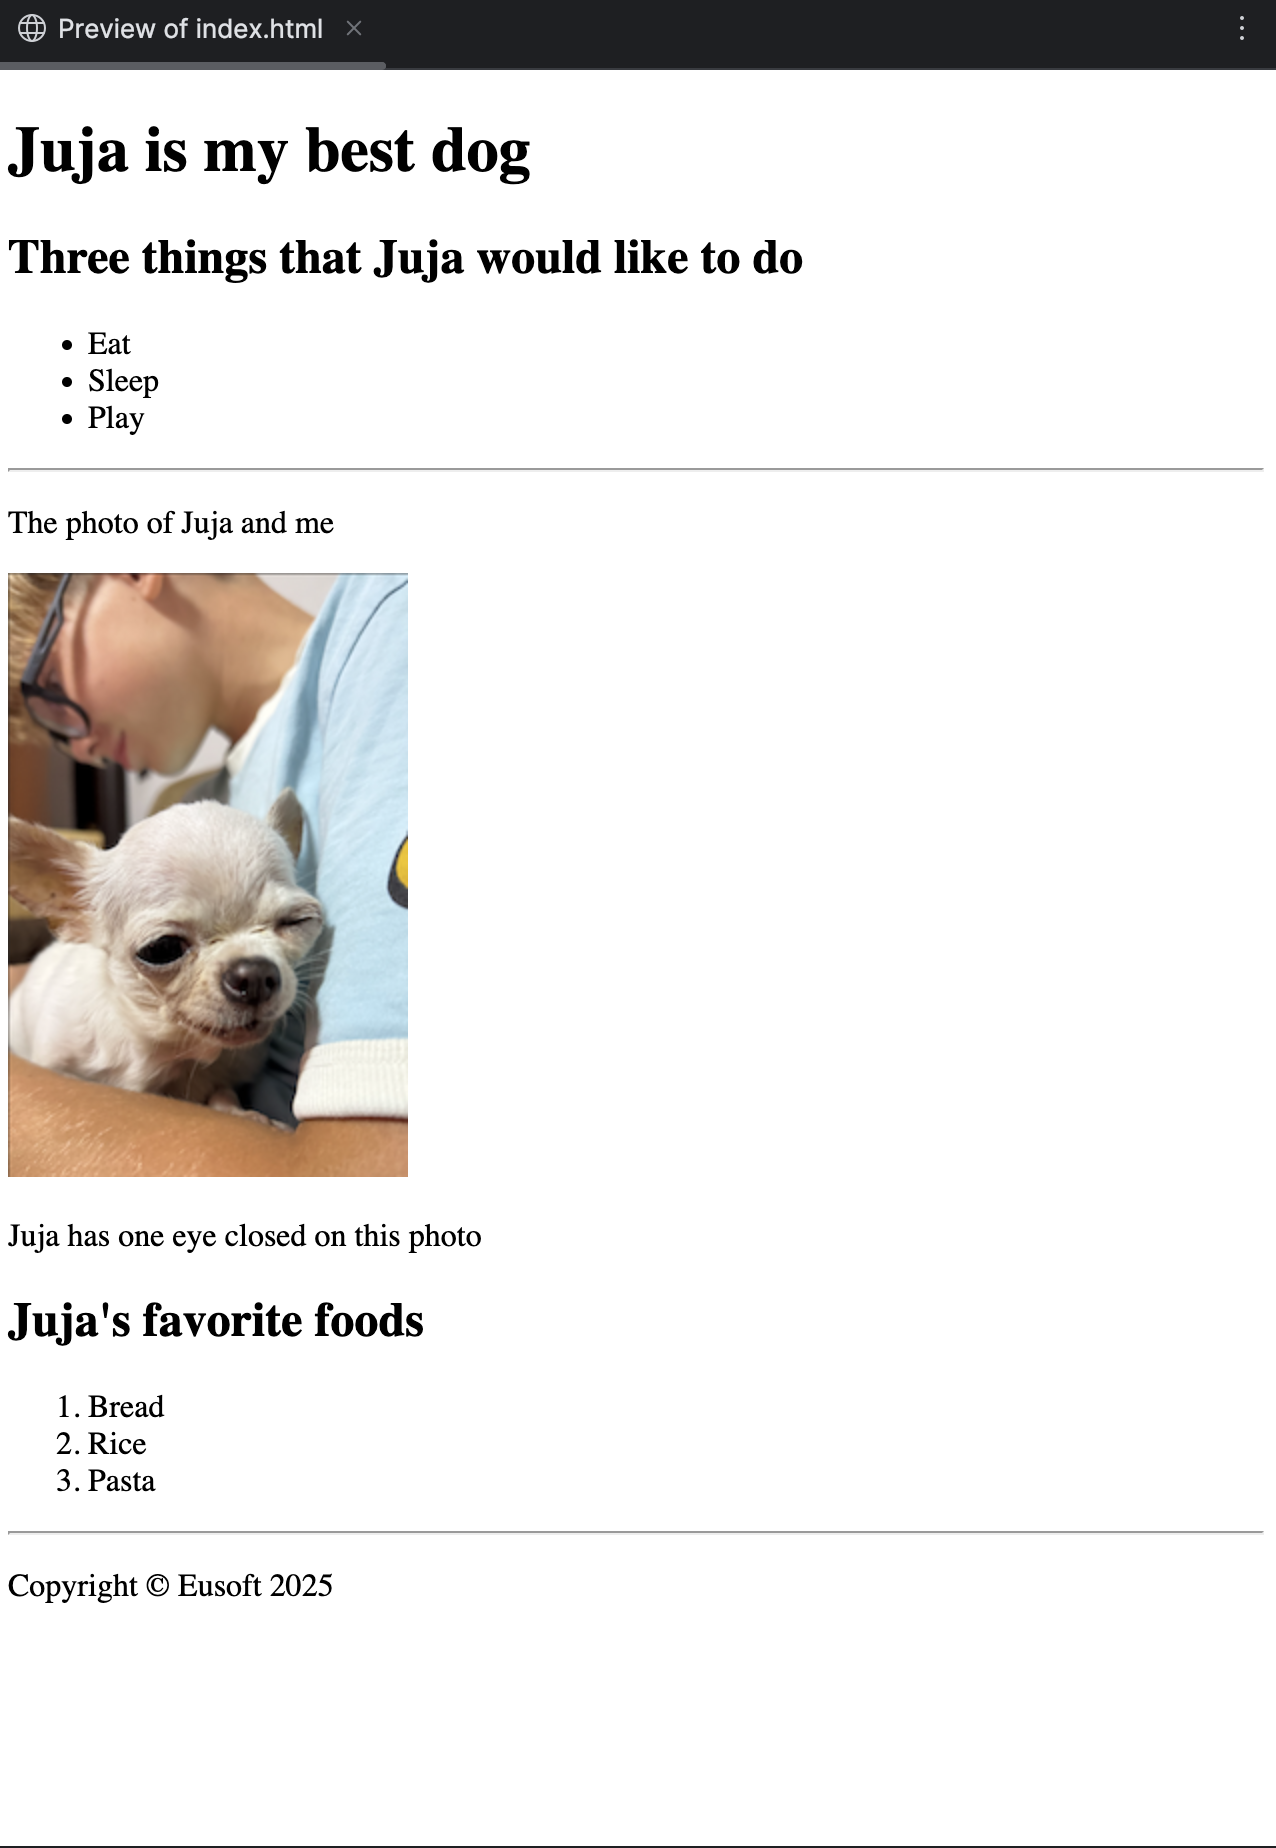 Preview of index.html
Juja is my best dog
Three things that Juja would like to do
• Eat
• Sleep
• Play
The photo of Juja and me
Juja has one eye closed on this photo
Juja's favorite foods
1. Bread
2. Rice
3. Pasta
Copyright © Eusoft 2025